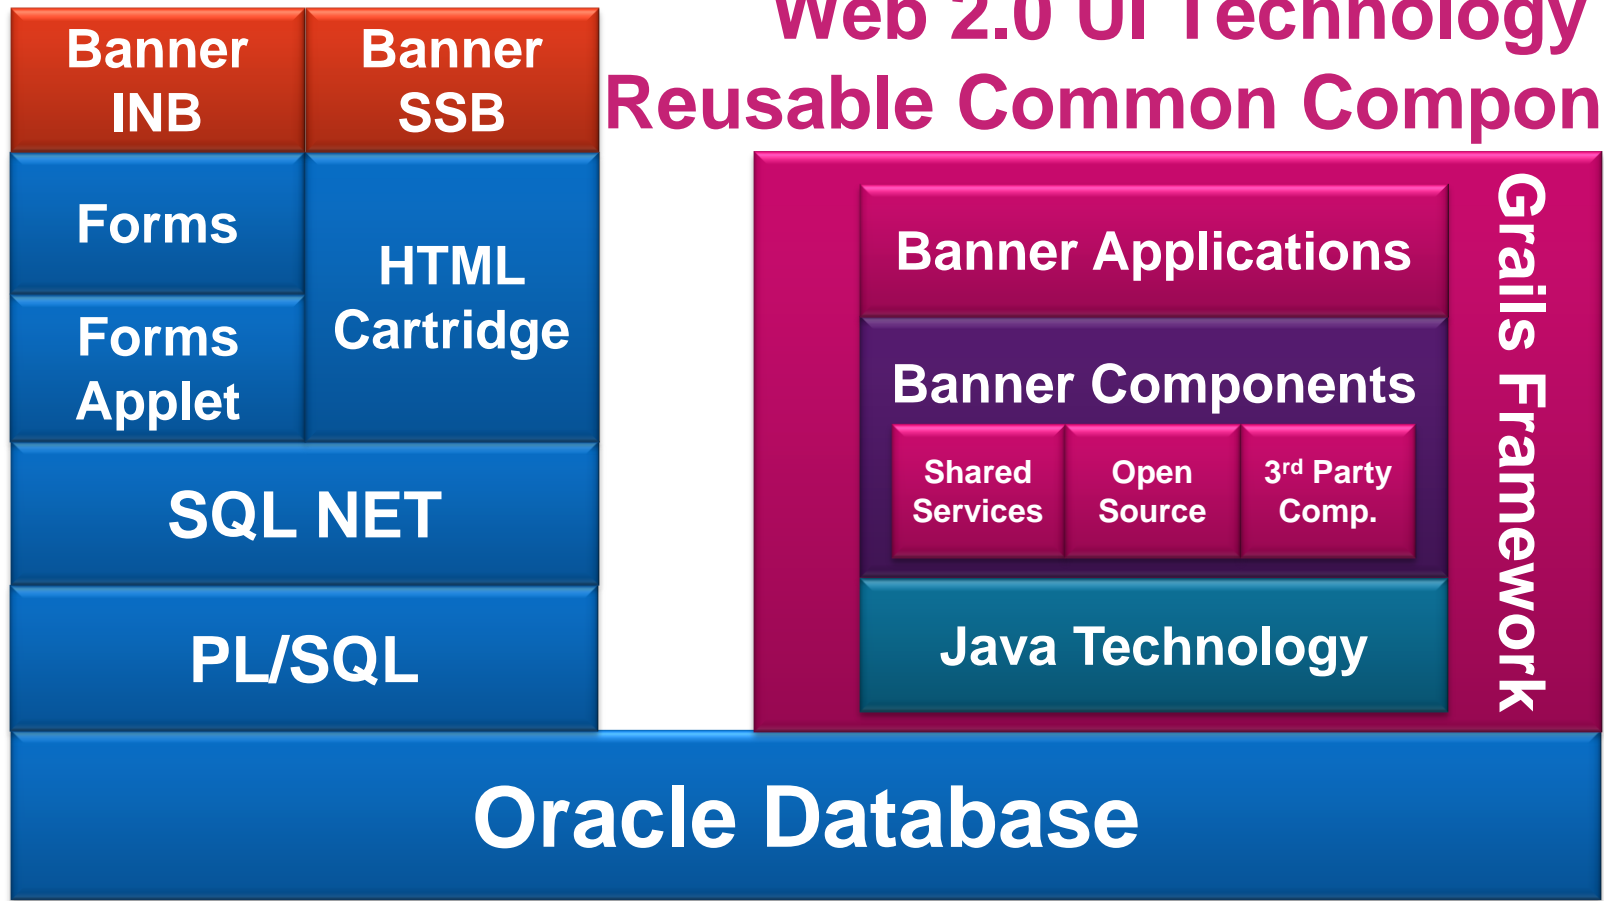 Web 2.0 UI Technology
Reusable Common Compon
Banner
INB
Banner
SSB
Forms
Forms
Applet
HTML
Cartridge
SQL NET
PL/SQL
Banner Applications
Banner Components
Shared
Services
Open
Source
3rd Party
Comp.
Java Technology
Grails Framework
Oracle Database